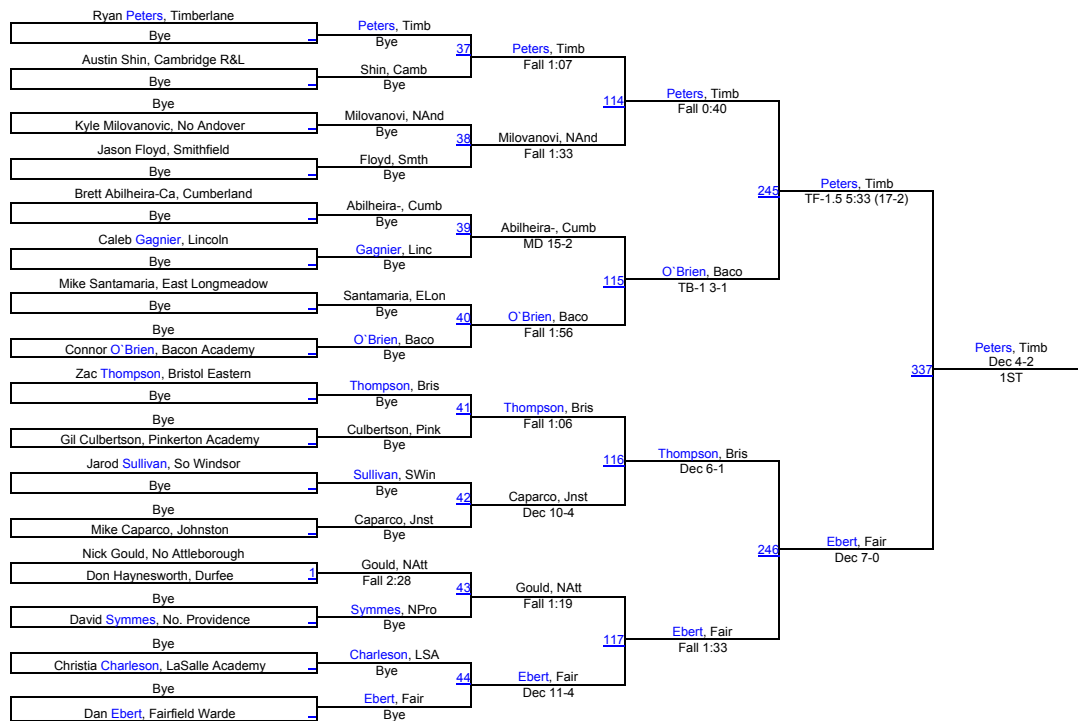 Ryan Peters, Timberlane
Bye
Austin Shin, Cambridge R&L
Bye
Bye
Kyle Milovanovic, No Andover
Jason Floyd, Smithfield
Bye
Brett Abilheira-Ca, Cumberland
Bye
Caleb Gagnier, Lincoln
Bye
Mike Santamaria, East Longmeadow
Bye
Bye
Connor O`Brien, Bacon Academy
Zac Thompson, Bristol Eastern
Bye
Bye
Gil Culbertson, Pinkerton Academy
Jarod Sullivan, So Windsor
Bye
Bye
Mike Caparco, Johnston
Nick Gould, No Attleborough
Don Haynesworth, Durfee
1
Bye
David Symmes, No. Providence
Bye
Christia Charleson, LaSalle Academy
Bye
Dan Ebert, Fairfield Warde
Peters, Timb
Bye
37
Shin, Camb
Bye
Milovanovi, NAnd
Bye
38
Floyd, Smth
Bye
Abilheira-, Cumb
Bye
39
Gagnier, Linc
Bye
Santamaria, ELon
Bye
40
O`Brien, Baco
Bye
Thompson, Bris
Bye
41
Culbertson, Pink
Bye
Sullivan, SWin
Bye
42
Caparco, Jnst
Bye
Gould, NAtt
Fall 2:28
43
Symmes, NPro
Bye
Charleson, LSA
Bye
44
Ebert, Fair
Bye
Peters, Timb
Fall 1:07
114
Milovanovi, NAnd
Fall 1:33
Abilheira-, Cumb
MD 15-2
115
O`Brien, Baco
Fall 1:56
Thompson, Bris
Fall 1:06
116
Caparco, Jnst
Dec 10-4
Gould, NAtt
Fall 1:19
117
Ebert, Fair
Dec 11-4
Peters, Timb
Fall 0:40
245
O`Brien, Baco
TB-1 3-1
Thompson, Bris
Dec 6-1
246
Ebert, Fair
Fall 1:33
Peters, Timb
TF-1.5 5:33 (17-2)
337
Ebert, Fair
Dec 7-0
Peters, Timb
Dec 4-2
1ST